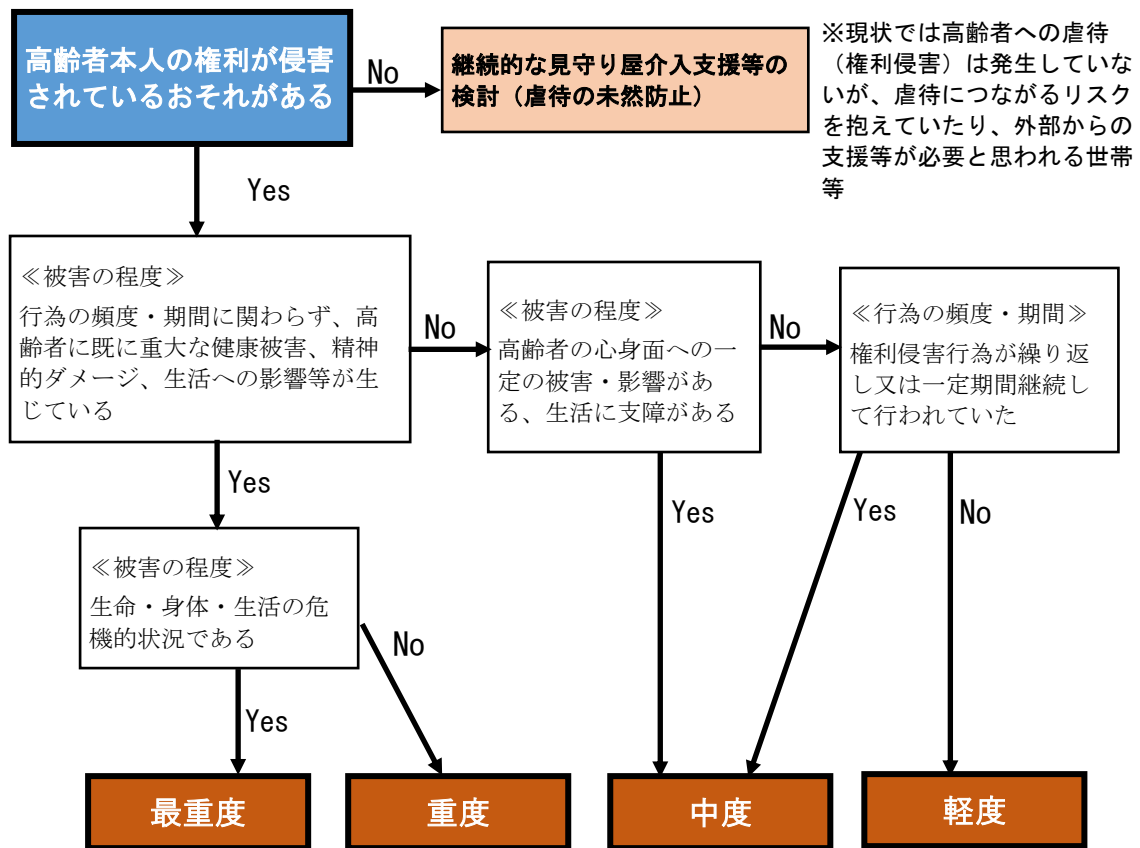 高齢者本人の権利が侵害
されているおそれがある
No
継続的な見守り屋介入支援等の
検討（虐待の未然防止）
※現状では高齢者への虐待
（権利侵害）は発生していな
いが、虐待につながるリスク
を抱えていたり、外部からの
支援等が必要と思われる世帯
等
Yes
≪被害の程度≫
行為の頻度・期間に関わらず、高
齢者に既に重大な健康被害、精神
的ダメージ、生活への影響等が生
じている
No
≪被害の程度≫
高齢者の心身面への一
定の被害・影響があ
る、生活に支障がある
No
≪行為の頻度・期間≫
権利侵害行為が繰り返
し又は一定期間継続し
て行われていた
Yes
≪被害の程度≫
生命・身体・生活の危
機的状況である
Yes
No
Yes
Yes
No
最重度
重度
中度
軽度